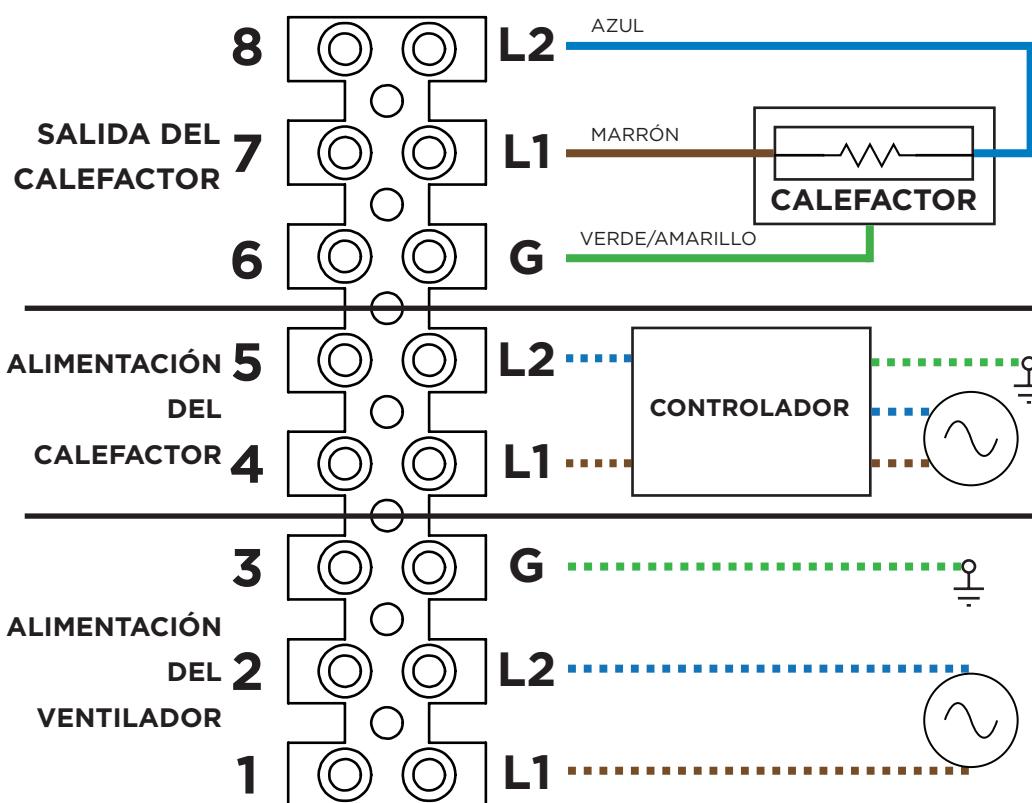 8 L2 AZUL
SALIDA DEL
CALEFACTOR
7 L1 MARRÓN
CALEFACTOR
6 G VERDE/AMARILLO
ALIMENTACIÓN
DEL
CALEFACTOR
5 L2
CONTROLADOR
4 L1
3 G
ALIMENTACIÓN
DEL
VENTILADOR
2 L2
1 L1